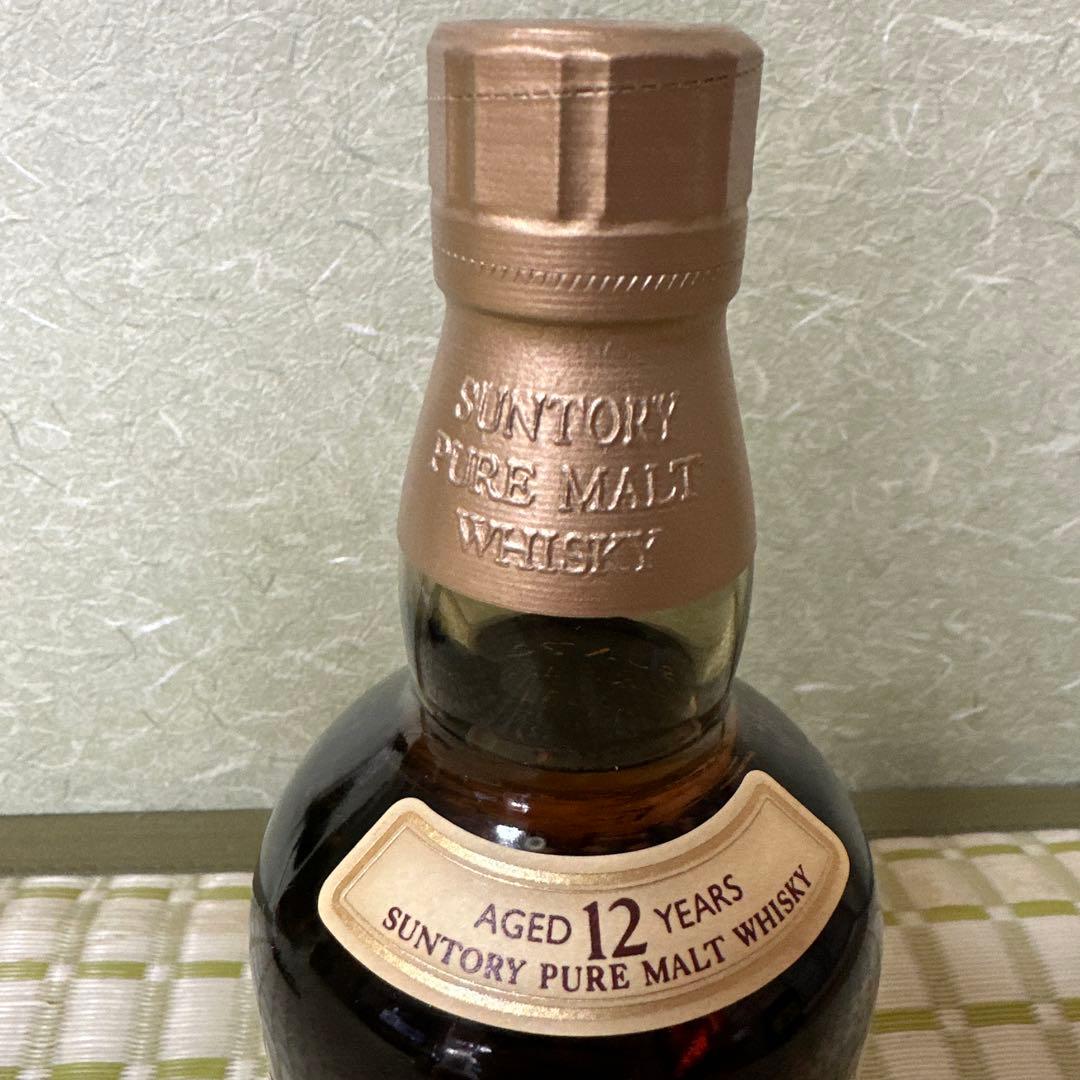 SUNTORY
PURE MALT
WHISKY
AGED 12 YEARS
SUNTORY PURE MALT WHISKY